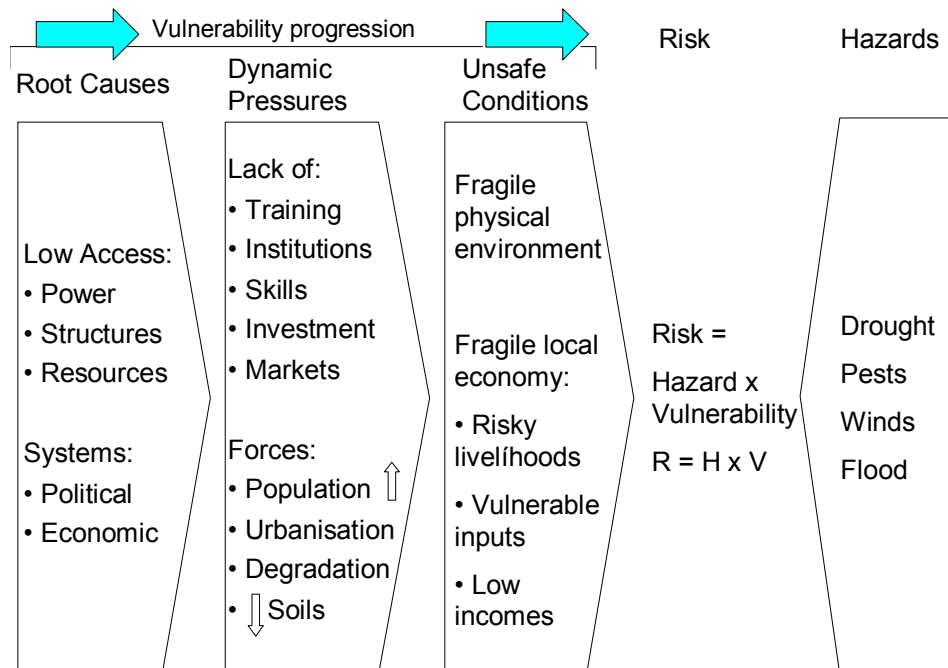 Vulnerability progression
Risk
Hazards
Root Causes
Dynamic
Pressures
Unsafe
Conditions
Low Access:
• Power
• Structures
• Resources
Systems:
• Political
• Economic
Lack of:
• Training
• Institutions
• Skills
• Investment
• Markets
Forces:
• Population
• Urbanisation
• Degradation
• Soils
Fragile
physical
environment
Fragile local
economy:
• Risky
livelíhoods
• Vulnerable
inputs
• Low
incomes
Risk =
Hazard x
Vulnerability
R = H x V
Drought
Pests
Winds
Flood